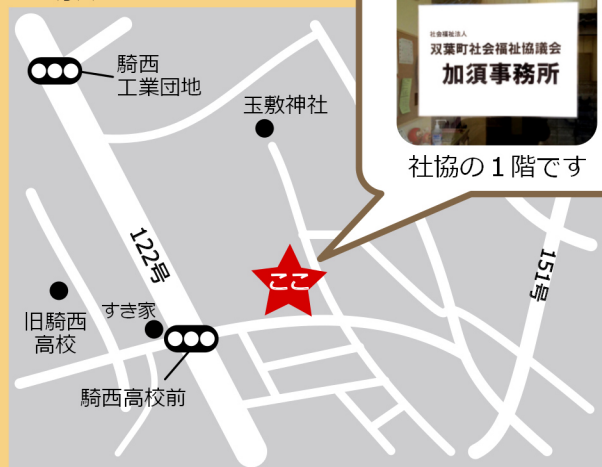 社会福祉法人
双葉町社会福祉協議会
加須事務所
社協の1階です
騎西
工業団地
玉敷神社
122号
151号
ここ
旧騎西
高校
すき家
騎西高校前